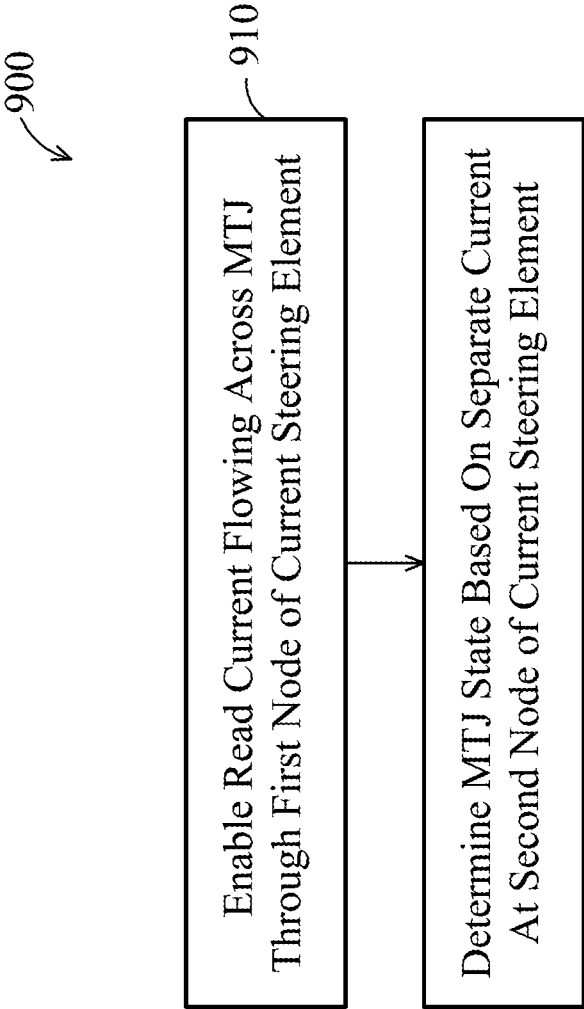 900
910
Enable Read Current Flowing Across MTJ
Through First Node of Current Steering Element
Determine MTJ State Based On Separate Current
At Second Node of Current Steering Element